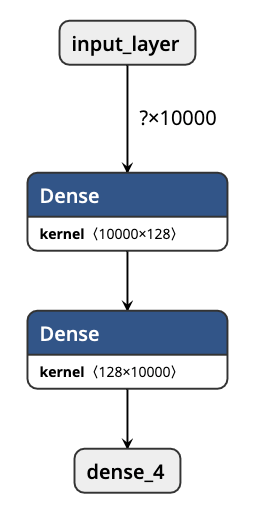 input_layer
?×10000
Dense
kernel ⟨10000×128⟩
Dense
kernel ⟨128×10000⟩
dense_4